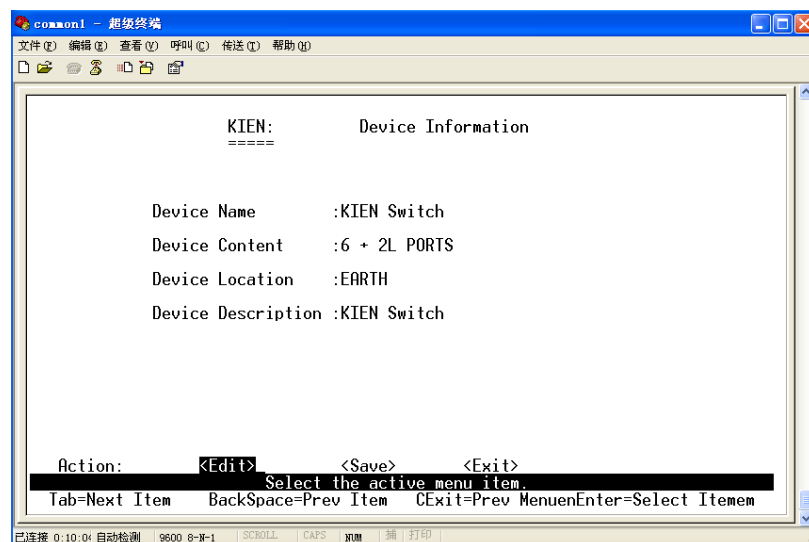 common1 - 超级终端
文件(F) 编辑(E) 查看(V) 呼叫(C) 传送(T) 帮助(H)
KIEN: Device Information
=====
Device Name :KIEN Switch
Device Content :6 + 2L PORTS
Device Location :EARTH
Device Description :KIEN Switch
Action: <Edit> <Save> <Exit>
Select the active menu item.
Tab=Next Item BackSpace=Prev Item CExit=Prev MenuenEnter=Select Itemem
已连接 0:10:04 自动检测 9600 8-N-1 SCROLL CAPS NUM 捕 打印